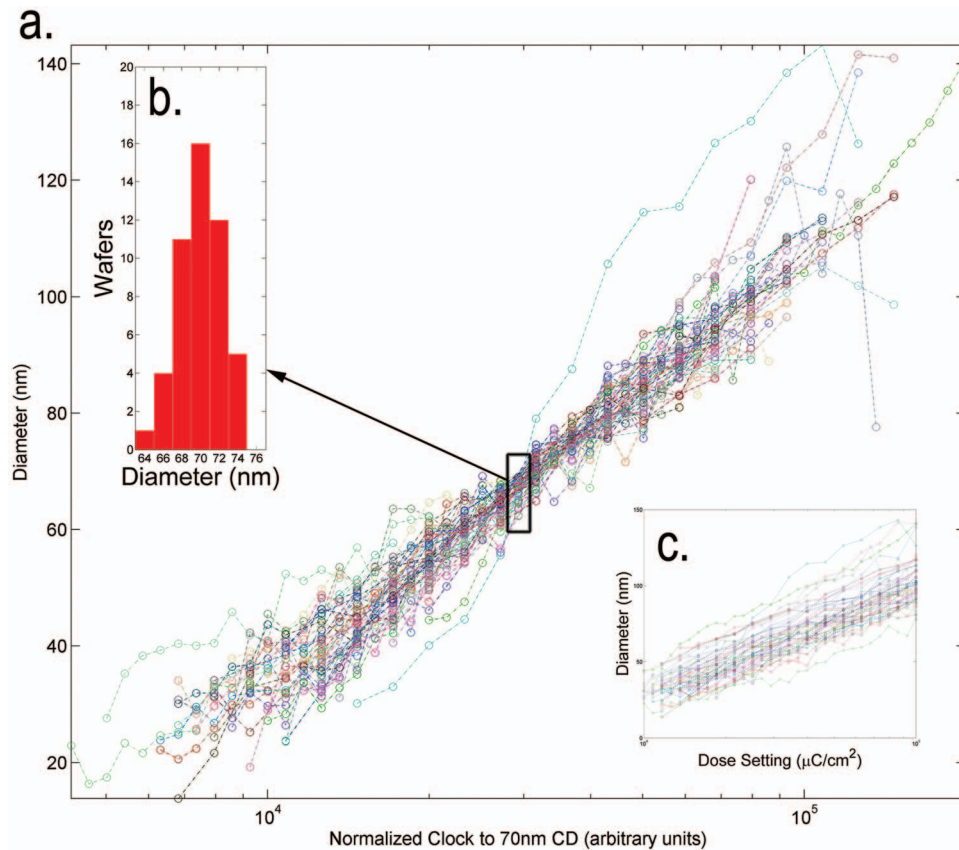 a.
b.
20
18
16
14
12
10
8
6
4
2
0
Wafers
64 66 68 70 72 74 76
Diameter (nm)
140
120
100
80
60
40
20
Diameter (nm)
c.
150
100
50
0
Diameter (nm)
Dose Setting (μC/cm²)
10⁴ 10⁵
Normalized Clock to 70nm CD (arbitrary units)